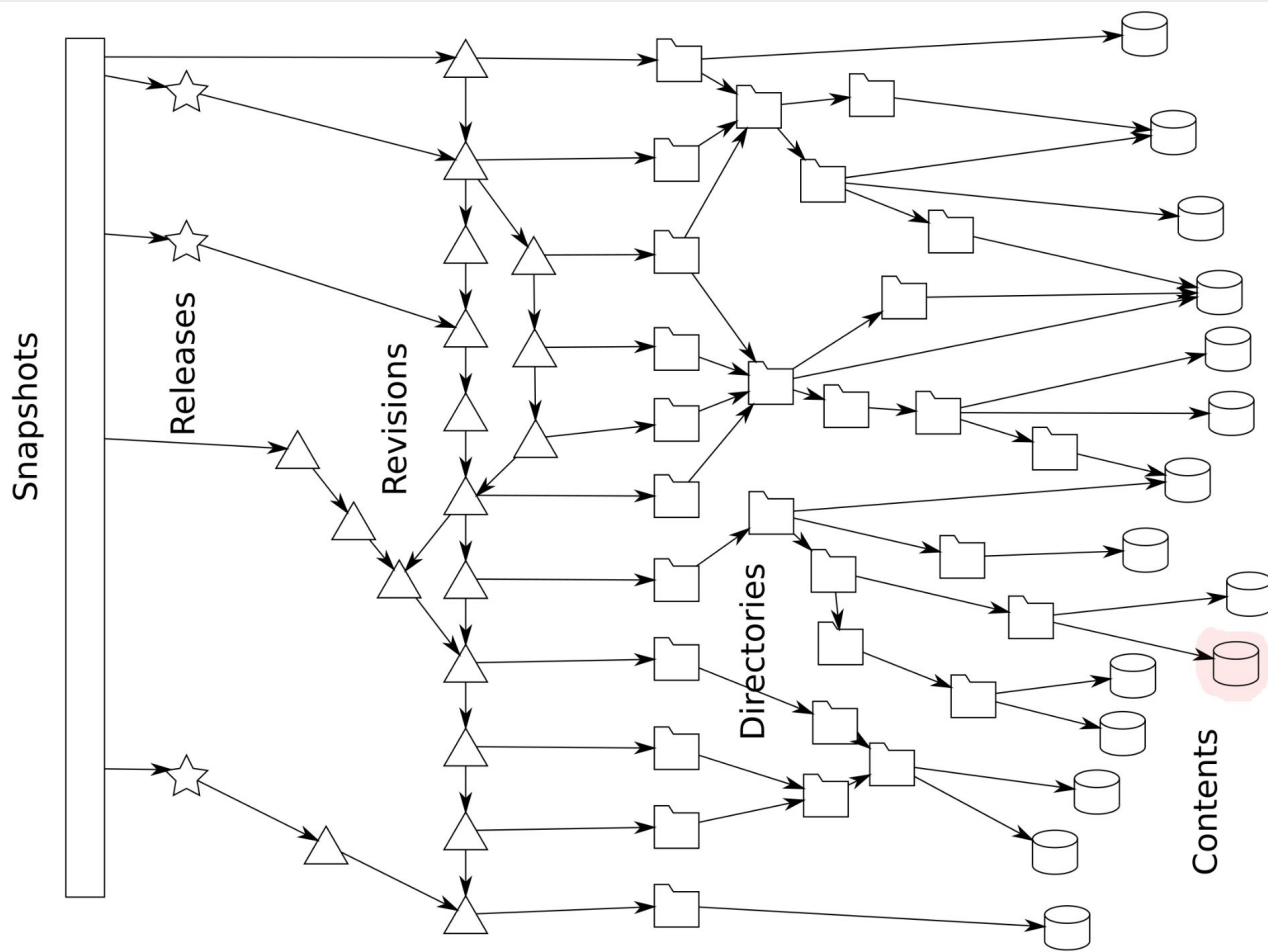 Snapshots
Releases
Revisions
Directories
Contents